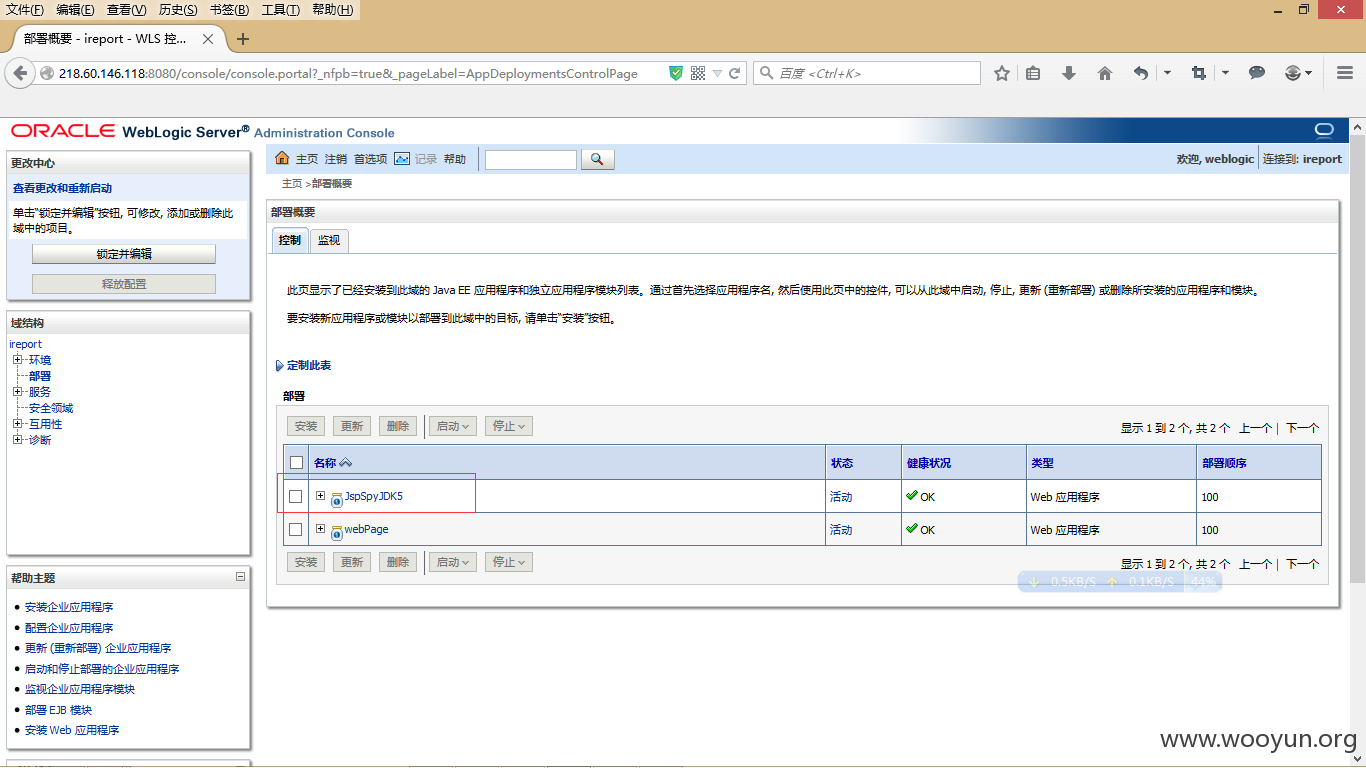 文件(F) 编辑(E) 查看(V) 历史(S) 书签(B) 工具(T) 帮助(H)
部署概要 - ireport - WLS 控...
218.60.146.118:8080/console/console.portal?_nfpb=true&_pageLabel=AppDeploymentsControlPage
百度 <Ctrl+K>
ORACLE WebLogic Server® Administration Console
更改中心
查看更改和重新启动
单击“锁定并编辑”按钮, 可修改, 添加或删除此
域中的项目。
锁定并编辑
释放配置
域结构
ireport
环境
部署
服务
安全领域
互用性
诊断
帮助主题
安装企业应用程序
配置企业应用程序
更新 (重新部署) 企业应用程序
启动和停止部署的企业应用程序
监视企业应用程序模块
部署 EJB 模块
安装 Web 应用程序
主页 注销 首选项 记录 帮助
欢迎, weblogic 连接到: ireport
主页 >部署概要
部署概要
控制 监视
此页显示了已经安装到此域的 Java EE 应用程序和独立应用程序模块列表。通过首先选择应用程序名, 然后使用此页中的控件, 可以从此域中启动, 停止, 更新 (重新部署) 或删除所安装的应用程序和模块。
要安装新应用程序或模块以部署到此域中的目标, 请单击“安装”按钮。
定制此表
部署
安装 更新 删除 启动 停止 显示 1 到 2 个, 共 2 个 上一个 | 下一个
名称 状态 健康状况 类型 部署顺序
JspSpyJDK5 活动 OK Web 应用程序 100
webPage 活动 OK Web 应用程序 100
安装 更新 删除 启动 停止 显示 1 到 2 个, 共 2 个 上一个 | 下一个
0.5KB/S 0.1KB/S 44%
www.wooyun.org